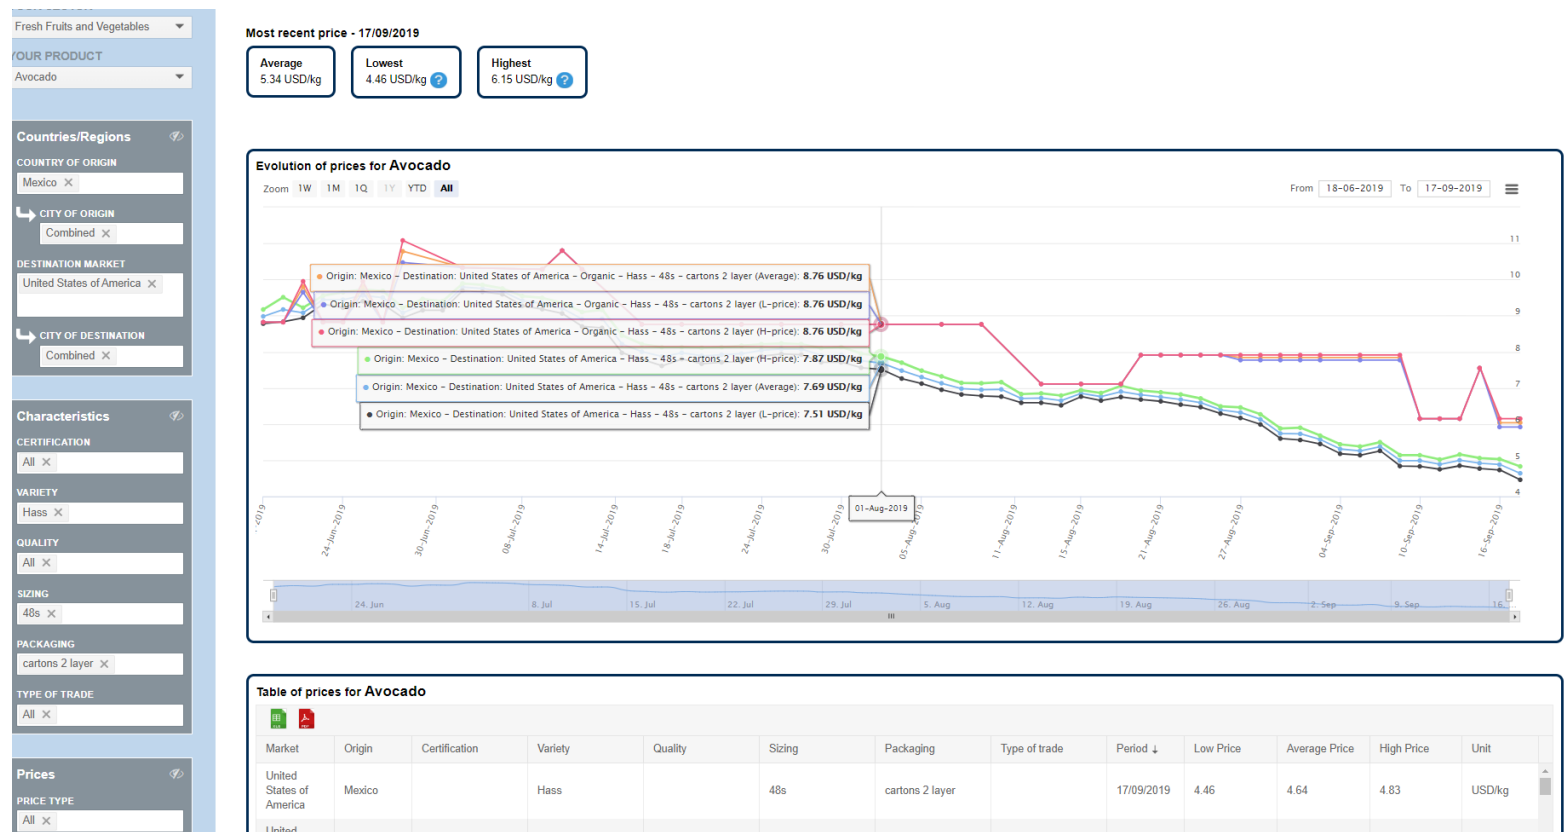 Fresh Fruits and Vegetables
YOUR PRODUCT
Avocado
Countries/Regions
COUNTRY OF ORIGIN
Mexico ×
CITY OF ORIGIN
Combined ×
DESTINATION MARKET
United States of America ×
CITY OF DESTINATION
Combined ×
Characteristics
CERTIFICATION
All ×
VARIETY
Hass ×
QUALITY
All ×
SIZING
48s ×
PACKAGING
cartons 2 layer ×
TYPE OF TRADE
All ×
Prices
PRICE TYPE
All ×
Most recent price - 17/09/2019
Average Lowest Highest
5.34 USD/kg 4.46 USD/kg ? 6.15 USD/kg ?
Evolution of prices for Avocado
Zoom 1W 1M 1Q 1Y YTD All From 18-06-2019 To 17-09-2019
11
10
9
8
7
6
5
4
Origin: Mexico - Destination: United States of America - Organic - Hass - 48s - cartons 2 layer (Average): 8.76 USD/kg
Origin: Mexico - Destination: United States of America - Organic - Hass - 48s - cartons 2 layer (L-price): 8.76 USD/kg
Origin: Mexico - Destination: United States of America - Organic - Hass - 48s - cartons 2 layer (H-price): 8.76 USD/kg
Origin: Mexico - Destination: United States of America - Hass - 48s - cartons 2 layer (H-price): 7.87 USD/kg
Origin: Mexico - Destination: United States of America - Hass - 48s - cartons 2 layer (Average): 7.69 USD/kg
Origin: Mexico - Destination: United States of America - Hass - 48s - cartons 2 layer (L-price): 7.51 USD/kg
01-Aug-2019
-2019 24-Jun-2019 30-Jun-2019 08-Jul-2019 14-Jul-2019 18-Jul-2019 24-Jul-2019 30-Jul-2019 05-Aug-2019 11-Aug-2019 15-Aug-2019 21-Aug-2019 27-Aug-2019 04-Sep-2019 10-Sep-2019 16-Sep-2019
24. Jun 8. Jul 15. Jul 22. Jul 29. Jul 5. Aug 12. Aug 19. Aug 26. Aug 2. Sep 9. Sep 16. …
Table of prices for Avocado
Market Origin Certification Variety Quality Sizing Packaging Type of trade Period ↓ Low Price Average Price High Price Unit
United States of America Mexico Hass 48s cartons 2 layer 17/09/2019 4.46 4.64 4.83 USD/kg
United